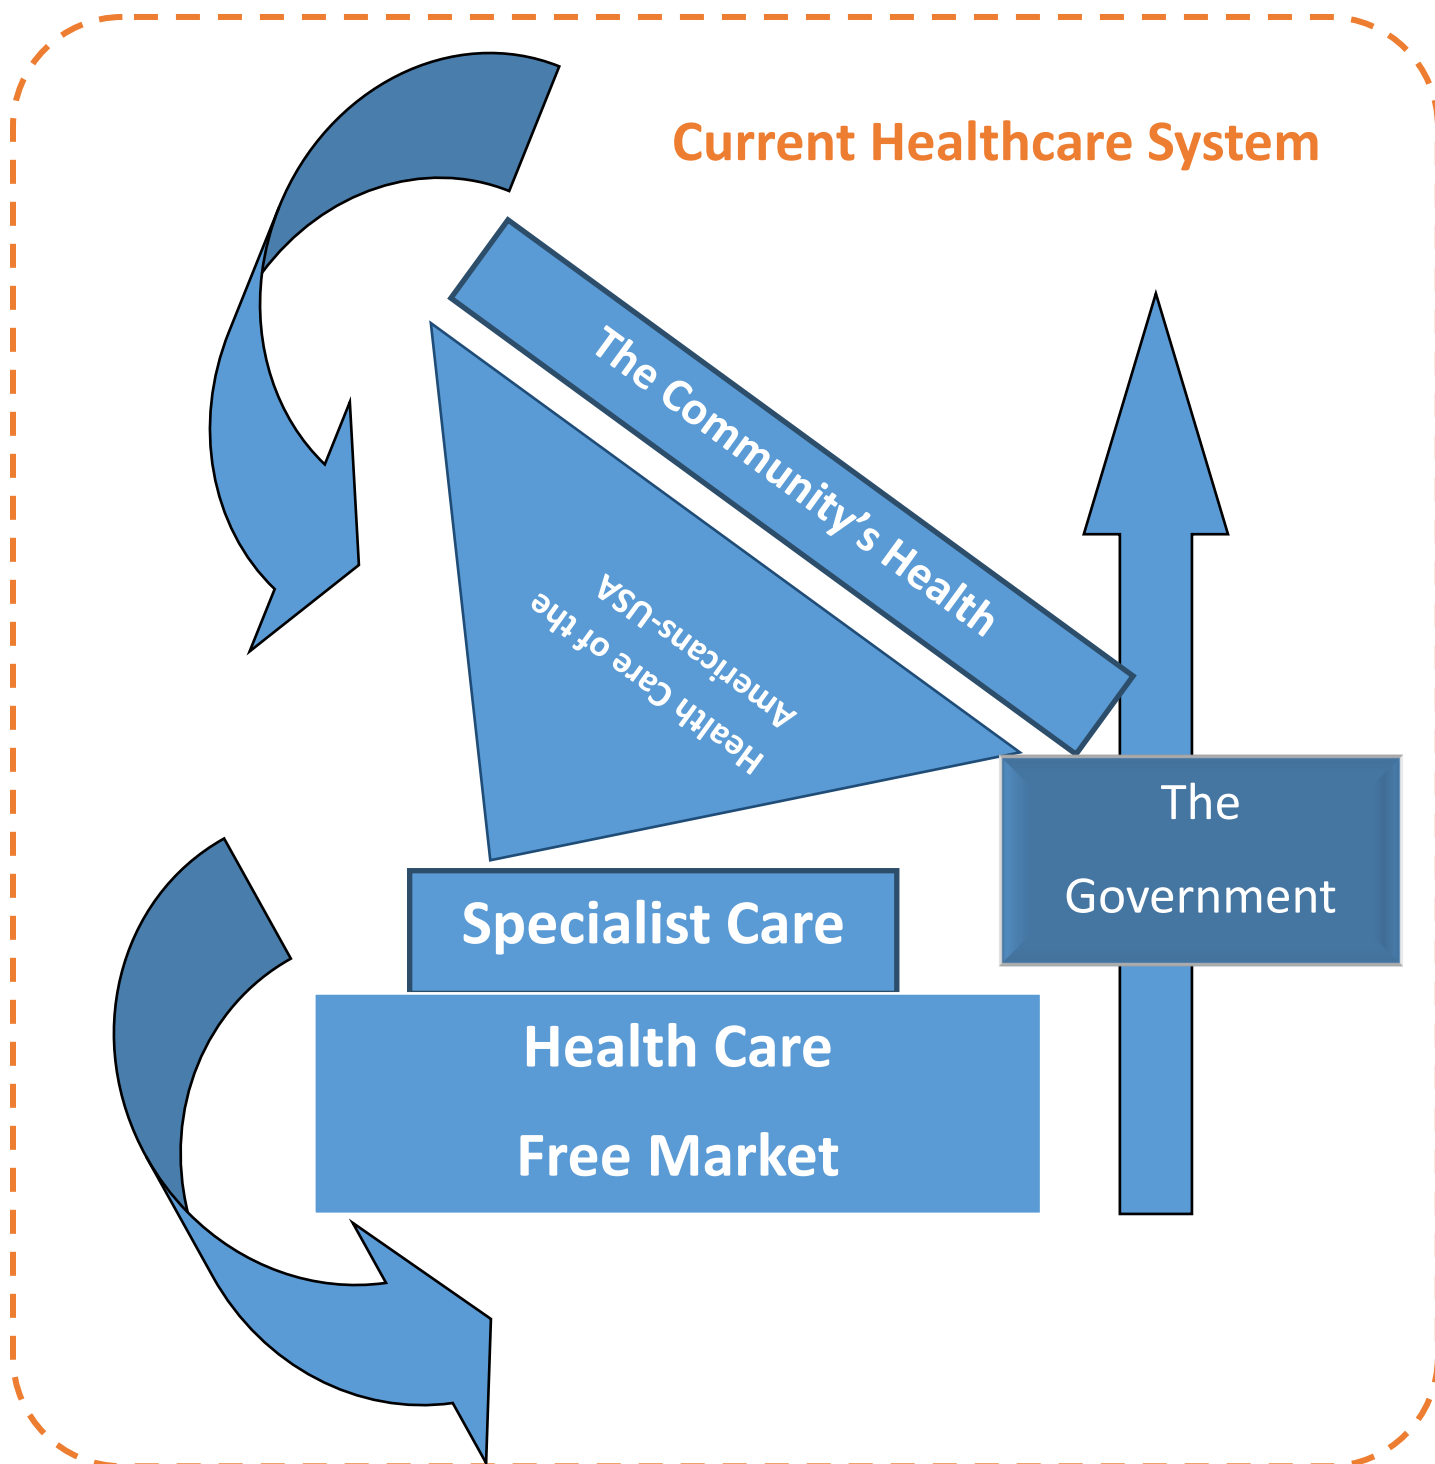 Current Healthcare System
The Community’s Health
Health Care of the
Americans-USA
The
Government
Specialist Care
Health Care
Free Market